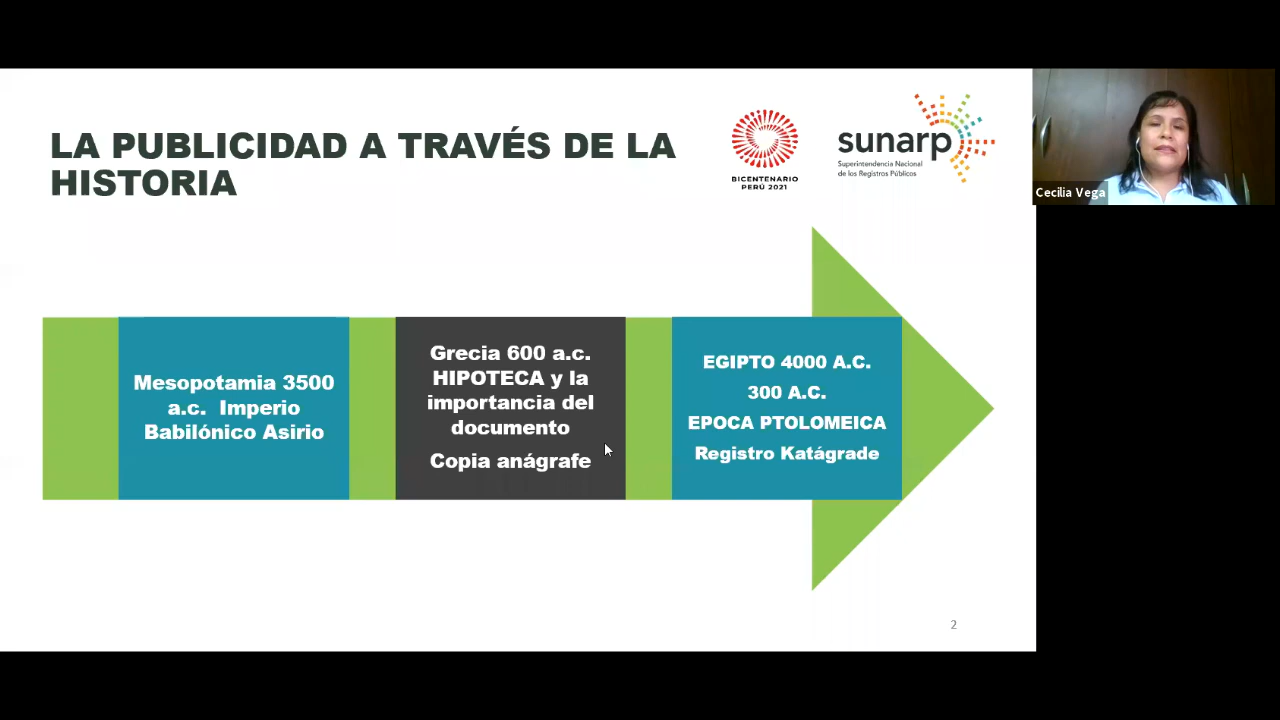 LA PUBLICIDAD A TRAVÉS DE LA
HISTORIA
BICENTENARIO
PERÚ 2021
sunarp
Superintendencia Nacional
de los Registros Públicos
Cecilia Vega
Mesopotamia 3500
a.c. Imperio
Babilónico Asirio
Grecia 600 a.c.
HIPOTECA y la
importancia del
documento
Copia anágrafe
EGIPTO 4000 A.C.
300 A.C.
EPOCA PTOLOMEICA
Registro Katágrade
2